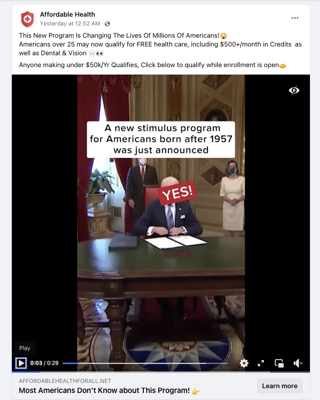 Affordable Health
Yesterday at 12:52 AM ·
This New Program Is Changing The Lives Of Millions Of Americans!😮
Americans over 25 may now qualify for FREE health care, including $500+/month in Credits as
well as Dental & Vision 🦷👀
Anyone making under $50k/Yr Qualifies, Click below to qualify while enrollment is open
A new stimulus program
for Americans born after 1957
was just announced
YES!
Play
0:03 / 0:29
AFFORDABLEHEALTHFORALL.NET
Most Americans Don't Know about This Program! 👉
Learn more